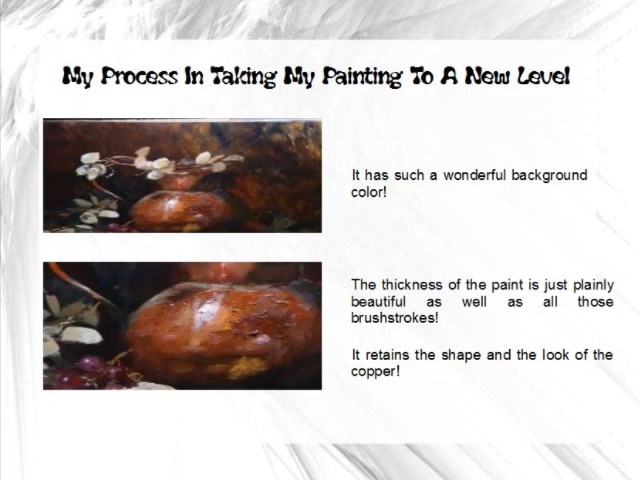 My Process In Taking My Painting To A New Level
It has such a wonderful background
color!
The thickness of the paint is just plainly
beautiful as well as all those
brushstrokes!
It retains the shape and the look of the
copper!